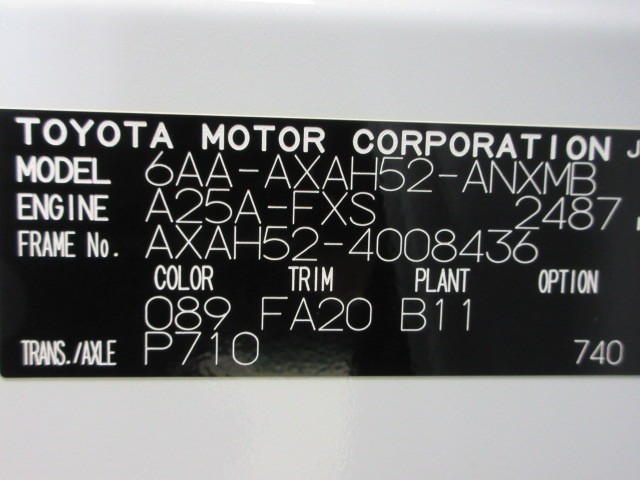 TOYOTA MOTOR CORPORATION J
MODEL 6AA-AXAH52-ANXMB
ENGINE A25A-FXS 2487
FRAME No. AXAH52-4008436
COLOR TRIM PLANT OPTION
089 FA20 B11
TRANS./AXLE P710 740